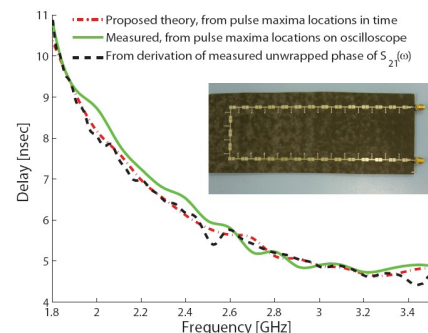 Proposed theory, from pulse maxima locations in time
Measured, from pulse maxima locations on oscilloscope
From derivation of measured unwrapped phase of S21(ω)
Delay [nsec]
11
10
9
8
7
6
5
4
1.8 2 2.2 2.4 2.6 2.8 3 3.2 3.4
Frequency [GHz]